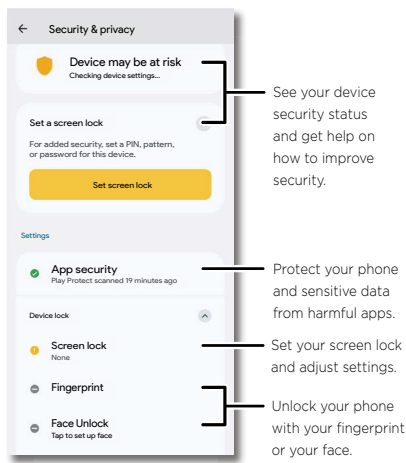 Security & privacy
Device may be at risk
Checking device settings...
Set a screen lock
For added security, set a PIN, pattern,
or password for this device.
Set screen lock
Settings
App security
Play Protect scanned 19 minutes ago
Device lock
Screen lock
None
Fingerprint
Face Unlock
Tap to set up face
See your device
security status
and get help on
how to improve
security.
Protect your phone
and sensitive data
from harmful apps.
Set your screen lock
and adjust settings.
Unlock your phone
with your fingerprint
or your face.